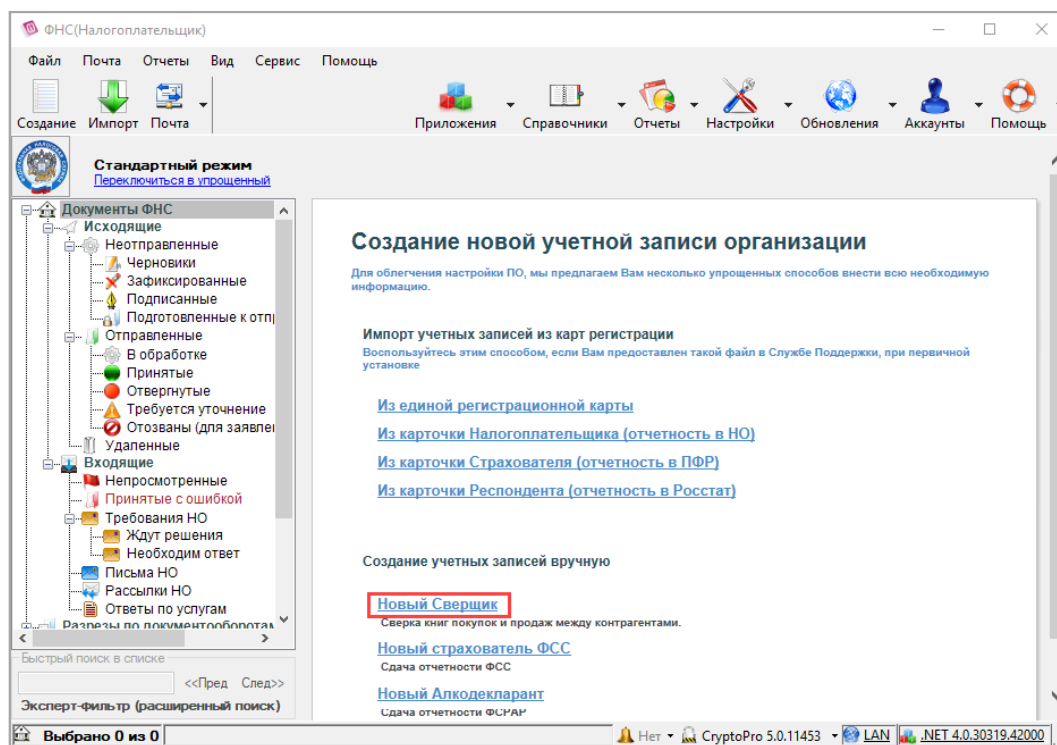 ФНС(Налогоплательщик)
Файл Почта Отчеты Вид Сервис Помощь
Создание Импорт Почта Приложения Справочники Отчеты Настройки Обновления Аккаунты Помощь
Стандартный режим
Переключиться в упрощенный
Документы ФНС
Исходящие
Неотправленные
Черновики
Зафиксированные
Подписанные
Подготовленные к отп
Отправленные
В обработке
Принятые
Отвергнутые
Требуется уточнение
Отозваны (для заявле
Удаленные
Входящие
Непросмотренные
Принятые с ошибкой
Требования НО
Ждут решения
Необходим ответ
Письма НО
Рассылки НО
Ответы по услугам
Разрезы по документооборотам
Быстрый поиск в списке
<<Пред След>>
Эксперт-фильтр (расширенный поиск)
Создание новой учетной записи организации
Для облегчения настройки ПО, мы предлагаем Вам несколько упрощенных способов внести всю необходимую
информацию.
Импорт учетных записей из карт регистрации
Воспользуйтесь этим способом, если Вам предоставлен такой файл в Службе Поддержки, при первичной
установке
Из единой регистрационной карты
Из карточки Налогоплательщика (отчетность в НО)
Из карточки Страхователя (отчетность в ПФР)
Из карточки Респондента (отчетность в Росстат)
Создание учетных записей вручную
Новый Сверщик
Сверка книг покупок и продаж между контрагентами.
Новый страхователь ФСС
Сдача отчетности ФСС
Новый Алкодекларант
Сдача отчетности ФСРАР
Выбрано 0 из 0 Нет CryptoPro 5.0.11453 LAN .NET 4.0.30319.42000